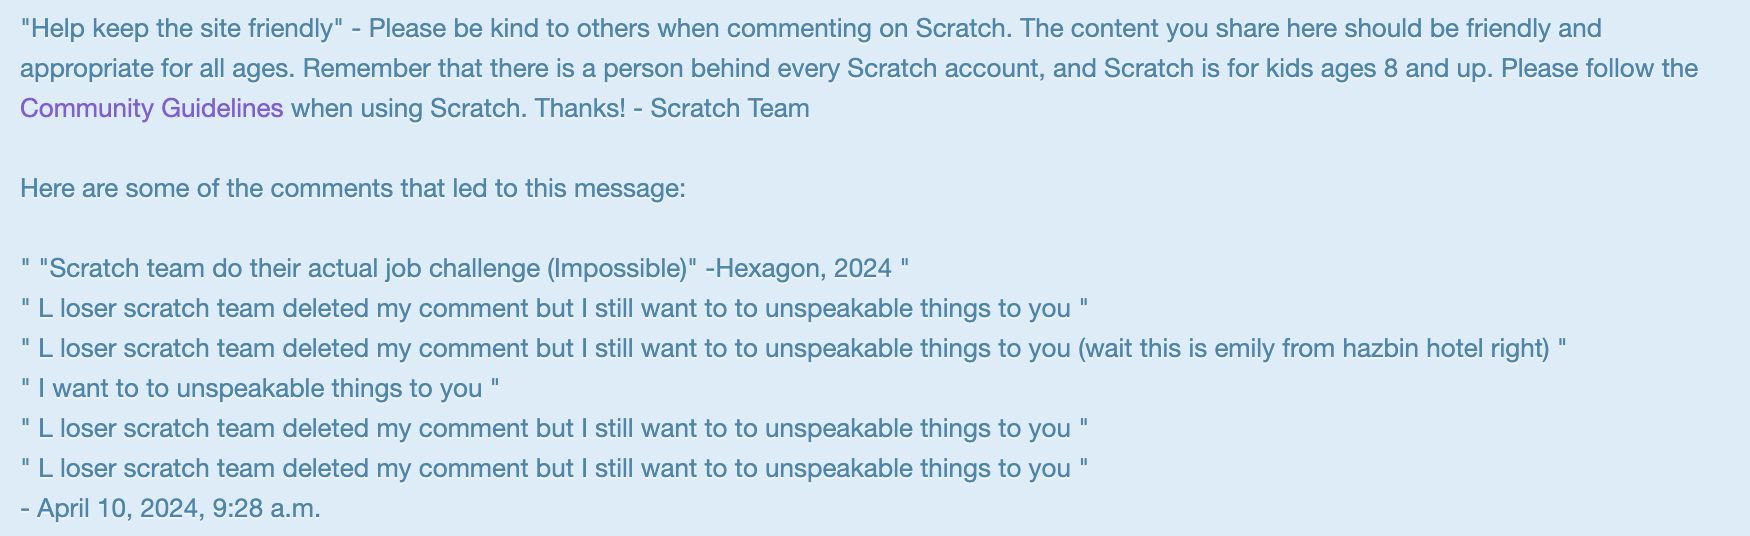 "Help keep the site friendly" - Please be kind to others when commenting on Scratch. The content you share here should be friendly and
appropriate for all ages. Remember that there is a person behind every Scratch account, and Scratch is for kids ages 8 and up. Please follow the
Community Guidelines when using Scratch. Thanks! - Scratch Team
Here are some of the comments that led to this message:
" "Scratch team do their actual job challenge (Impossible)" -Hexagon, 2024 "
" L loser scratch team deleted my comment but I still want to to unspeakable things to you "
" L loser scratch team deleted my comment but I still want to to unspeakable things to you (wait this is emily from hazbin hotel right) "
" I want to to unspeakable things to you "
" L loser scratch team deleted my comment but I still want to to unspeakable things to you "
" L loser scratch team deleted my comment but I still want to to unspeakable things to you "
- April 10, 2024, 9:28 a.m.